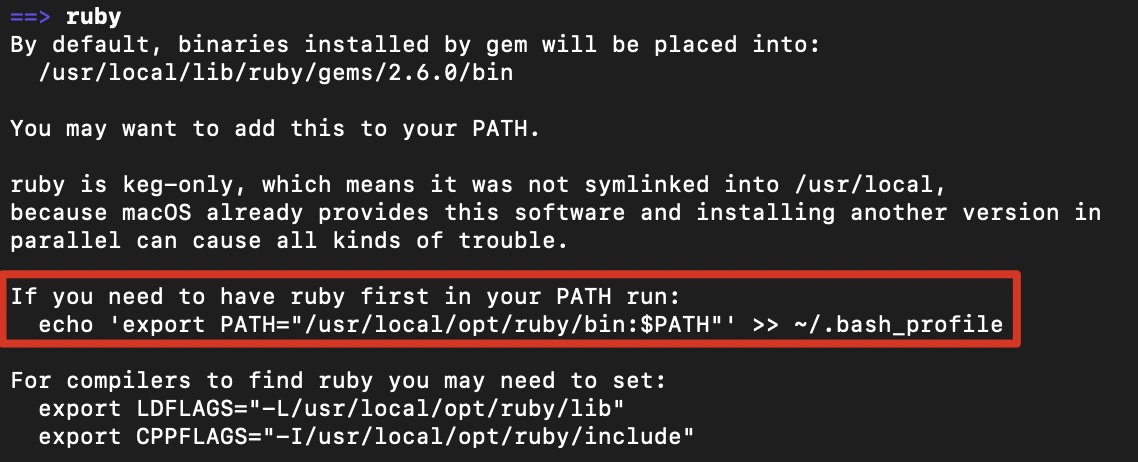 ==> ruby
By default, binaries installed by gem will be placed into:
  /usr/local/lib/ruby/gems/2.6.0/bin

You may want to add this to your PATH.

ruby is keg-only, which means it was not symlinked into /usr/local,
because macOS already provides this software and installing another version in
parallel can cause all kinds of trouble.

If you need to have ruby first in your PATH run:
  echo 'export PATH="/usr/local/opt/ruby/bin:$PATH"' >> ~/.bash_profile

For compilers to find ruby you may need to set:
  export LDFLAGS="-L/usr/local/opt/ruby/lib"
  export CPPFLAGS="-I/usr/local/opt/ruby/include"